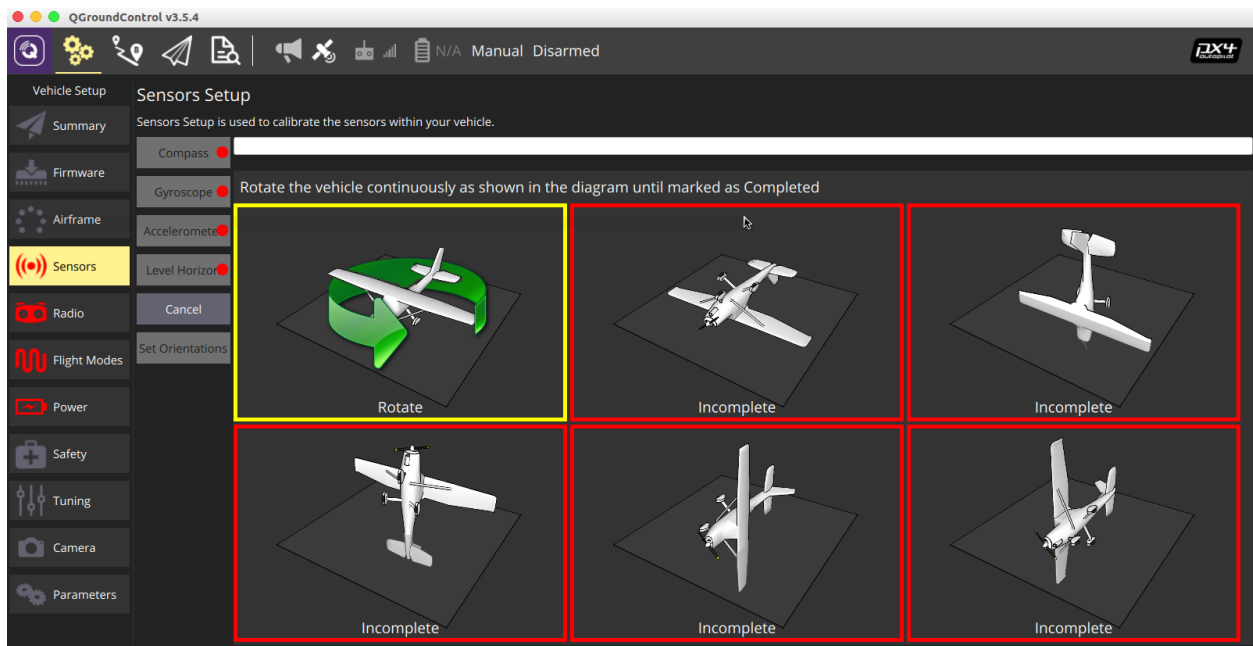 QGroundControl v3.5.4
N/A Manual Disarmed
PX4
autopilot
Vehicle Setup
Summary
Firmware
Airframe
Sensors
Radio
Flight Modes
Power
Safety
Tuning
Camera
Parameters
Sensors Setup
Sensors Setup is used to calibrate the sensors within your vehicle.
Compass
Gyroscope
Acceleromete
Level Horizon
Cancel
Set Orientations
Rotate the vehicle continuously as shown in the diagram until marked as Completed
Rotate
Incomplete
Incomplete
Incomplete
Incomplete
Incomplete